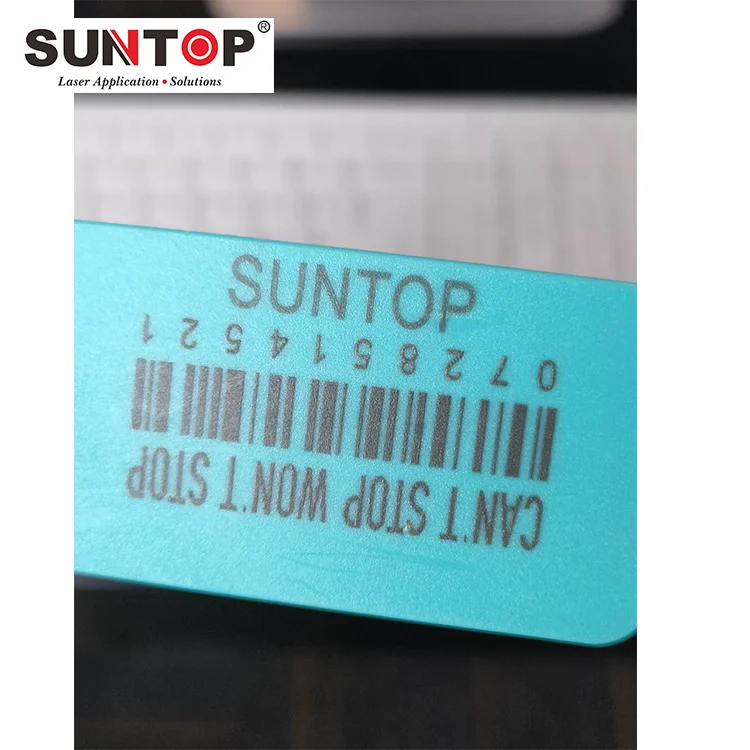 SUNTOP®
Laser Application • Solutions
SUNTOP
0728514521
CAN'T STOP WON'T STOP